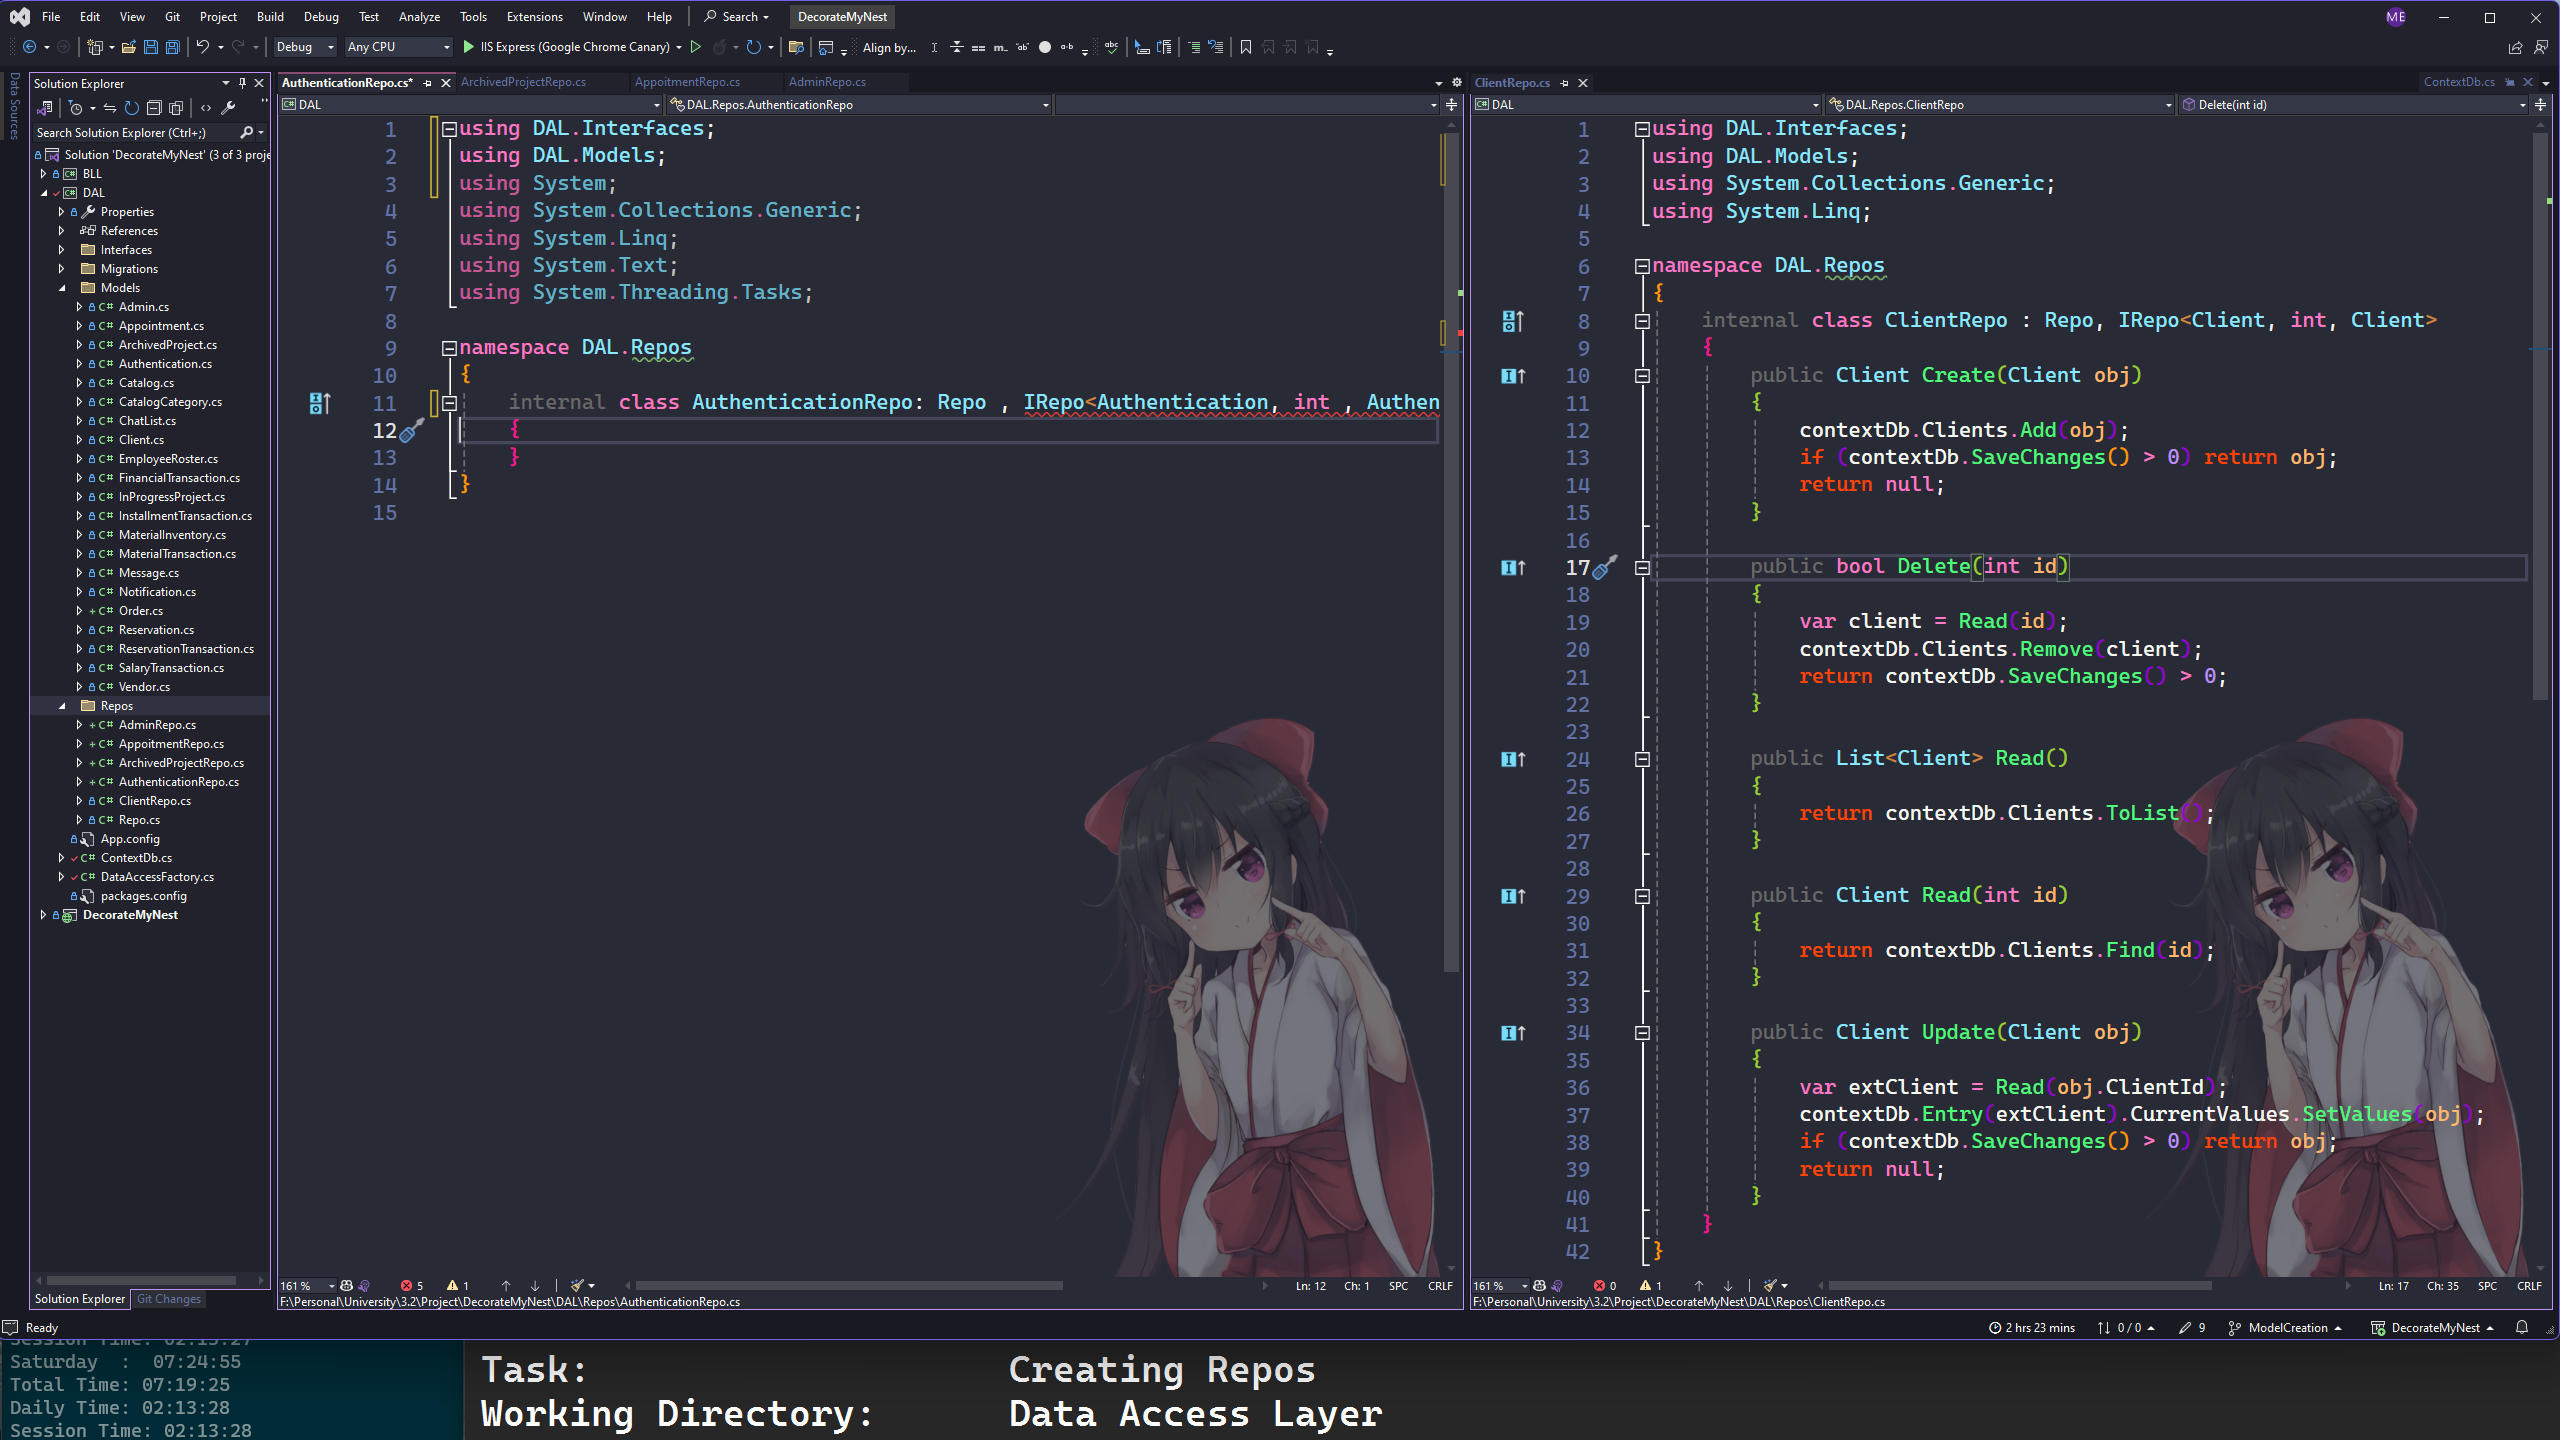 File Edit View Git Project Build Debug Test Analyze Tools Extensions Window Help Search DecorateMyNest ME
Debug Any CPU IIS Express (Google Chrome Canary) Align by...
Data Sources
Solution Explorer
Search Solution Explorer (Ctrl+;)
Solution 'DecorateMyNest' (3 of 3 proje
BLL
DAL
Properties
References
Interfaces
Migrations
Models
C# Admin.cs
C# Appointment.cs
C# ArchivedProject.cs
C# Authentication.cs
C# Catalog.cs
C# CatalogCategory.cs
C# ChatList.cs
C# Client.cs
C# EmployeeRoster.cs
C# FinancialTransaction.cs
C# InProgressProject.cs
C# InstallmentTransaction.cs
C# MaterialInventory.cs
C# MaterialTransaction.cs
C# Message.cs
C# Notification.cs
+ C# Order.cs
C# Reservation.cs
C# ReservationTransaction.cs
C# SalaryTransaction.cs
C# Vendor.cs
Repos
+ C# AdminRepo.cs
+ C# AppoitmentRepo.cs
+ C# ArchivedProjectRepo.cs
+ C# AuthenticationRepo.cs
C# ClientRepo.cs
C# Repo.cs
App.config
C# ContextDb.cs
C# DataAccessFactory.cs
packages.config
DecorateMyNest
Solution Explorer Git Changes
AuthenticationRepo.cs* ArchivedProjectRepo.cs AppoitmentRepo.cs AdminRepo.cs
DAL DAL.Repos.AuthenticationRepo
1 using DAL.Interfaces;
2 using DAL.Models;
3 using System;
4 using System.Collections.Generic;
5 using System.Linq;
6 using System.Text;
7 using System.Threading.Tasks;
8
9 namespace DAL.Repos
10 {
11 internal class AuthenticationRepo: Repo , IRepo<Authentication, int , Authen
12 {
13 }
14 }
15
161 % 5 1 Ln: 12 Ch: 1 SPC CRLF
F:\Personal\University\3.2\Project\DecorateMyNest\DAL\Repos\AuthenticationRepo.cs
ClientRepo.cs ContextDb.cs
DAL DAL.Repos.ClientRepo Delete(int id)
1 using DAL.Interfaces;
2 using DAL.Models;
3 using System.Collections.Generic;
4 using System.Linq;
5
6 namespace DAL.Repos
7 {
8 internal class ClientRepo : Repo, IRepo<Client, int, Client>
9 {
10 public Client Create(Client obj)
11 {
12 contextDb.Clients.Add(obj);
13 if (contextDb.SaveChanges() > 0) return obj;
14 return null;
15 }
16
17 public bool Delete(int id)
18 {
19 var client = Read(id);
20 contextDb.Clients.Remove(client);
21 return contextDb.SaveChanges() > 0;
22 }
23
24 public List<Client> Read()
25 {
26 return contextDb.Clients.ToList();
27 }
28
29 public Client Read(int id)
30 {
31 return contextDb.Clients.Find(id);
32 }
33
34 public Client Update(Client obj)
35 {
36 var extClient = Read(obj.ClientId);
37 contextDb.Entry(extClient).CurrentValues.SetValues(obj);
38 if (contextDb.SaveChanges() > 0) return obj;
39 return null;
40 }
41 }
42 }
161 % 0 1 Ln: 17 Ch: 35 SPC CRLF
F:\Personal\University\3.2\Project\DecorateMyNest\DAL\Repos\ClientRepo.cs
Ready 2 hrs 23 mins 0 / 0 9 ModelCreation DecorateMyNest
Session Time: 02:13:27
Saturday : 07:24:55
Total Time: 07:19:25
Daily Time: 02:13:28
Session Time: 02:13:28
Task: Creating Repos
Working Directory: Data Access Layer